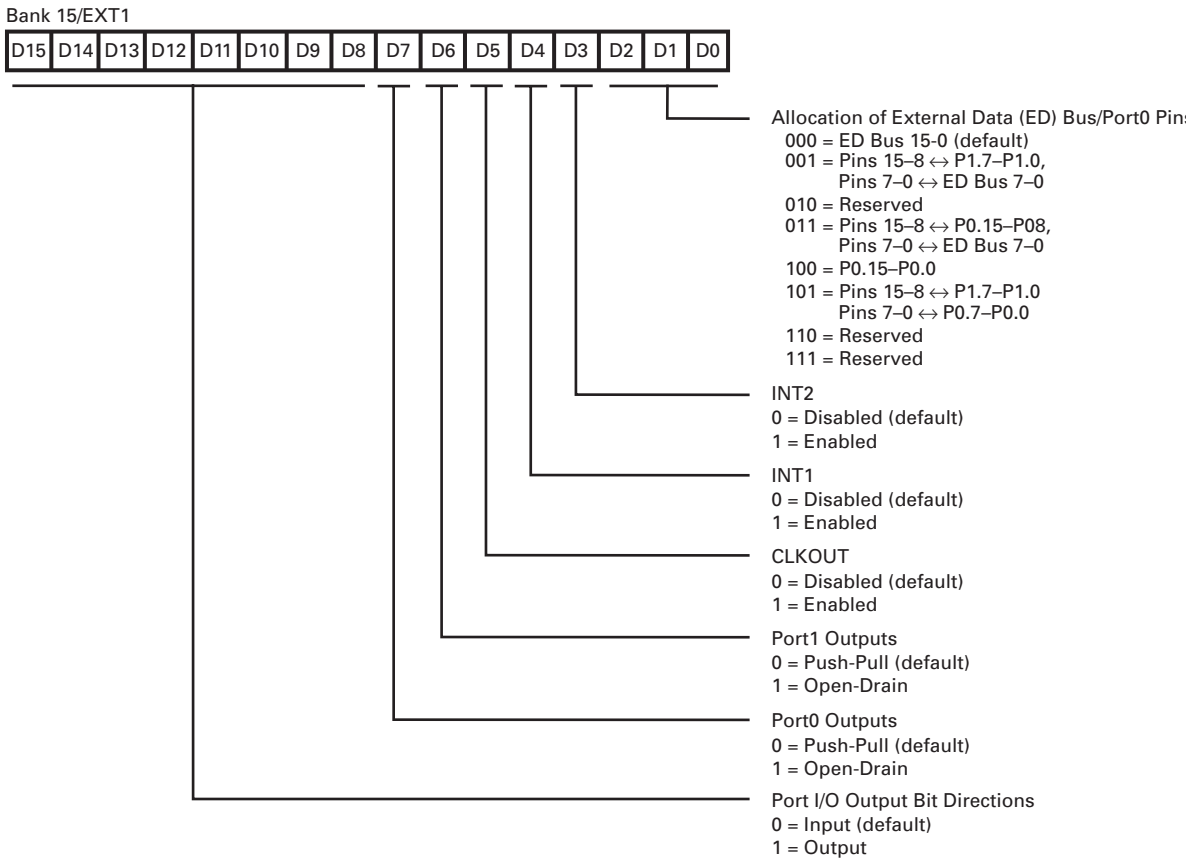 Bank 15/EXT1
D15 D14 D13 D12 D11 D10 D9 D8 D7 D6 D5 D4 D3 D2 D1 D0
Allocation of External Data (ED) Bus/Port0 Pins
000 = ED Bus 15-0 (default)
001 = Pins 15–8 ↔ P1.7–P1.0,
Pins 7–0 ↔ ED Bus 7–0
010 = Reserved
011 = Pins 15–8 ↔ P0.15–P08,
Pins 7–0 ↔ ED Bus 7–0
100 = P0.15–P0.0
101 = Pins 15–8 ↔ P1.7–P1.0
Pins 7–0 ↔ P0.7–P0.0
110 = Reserved
111 = Reserved
INT2
0 = Disabled (default)
1 = Enabled
INT1
0 = Disabled (default)
1 = Enabled
CLKOUT
0 = Disabled (default)
1 = Enabled
Port1 Outputs
0 = Push-Pull (default)
1 = Open-Drain
Port0 Outputs
0 = Push-Pull (default)
1 = Open-Drain
Port I/O Output Bit Directions
0 = Input (default)
1 = Output